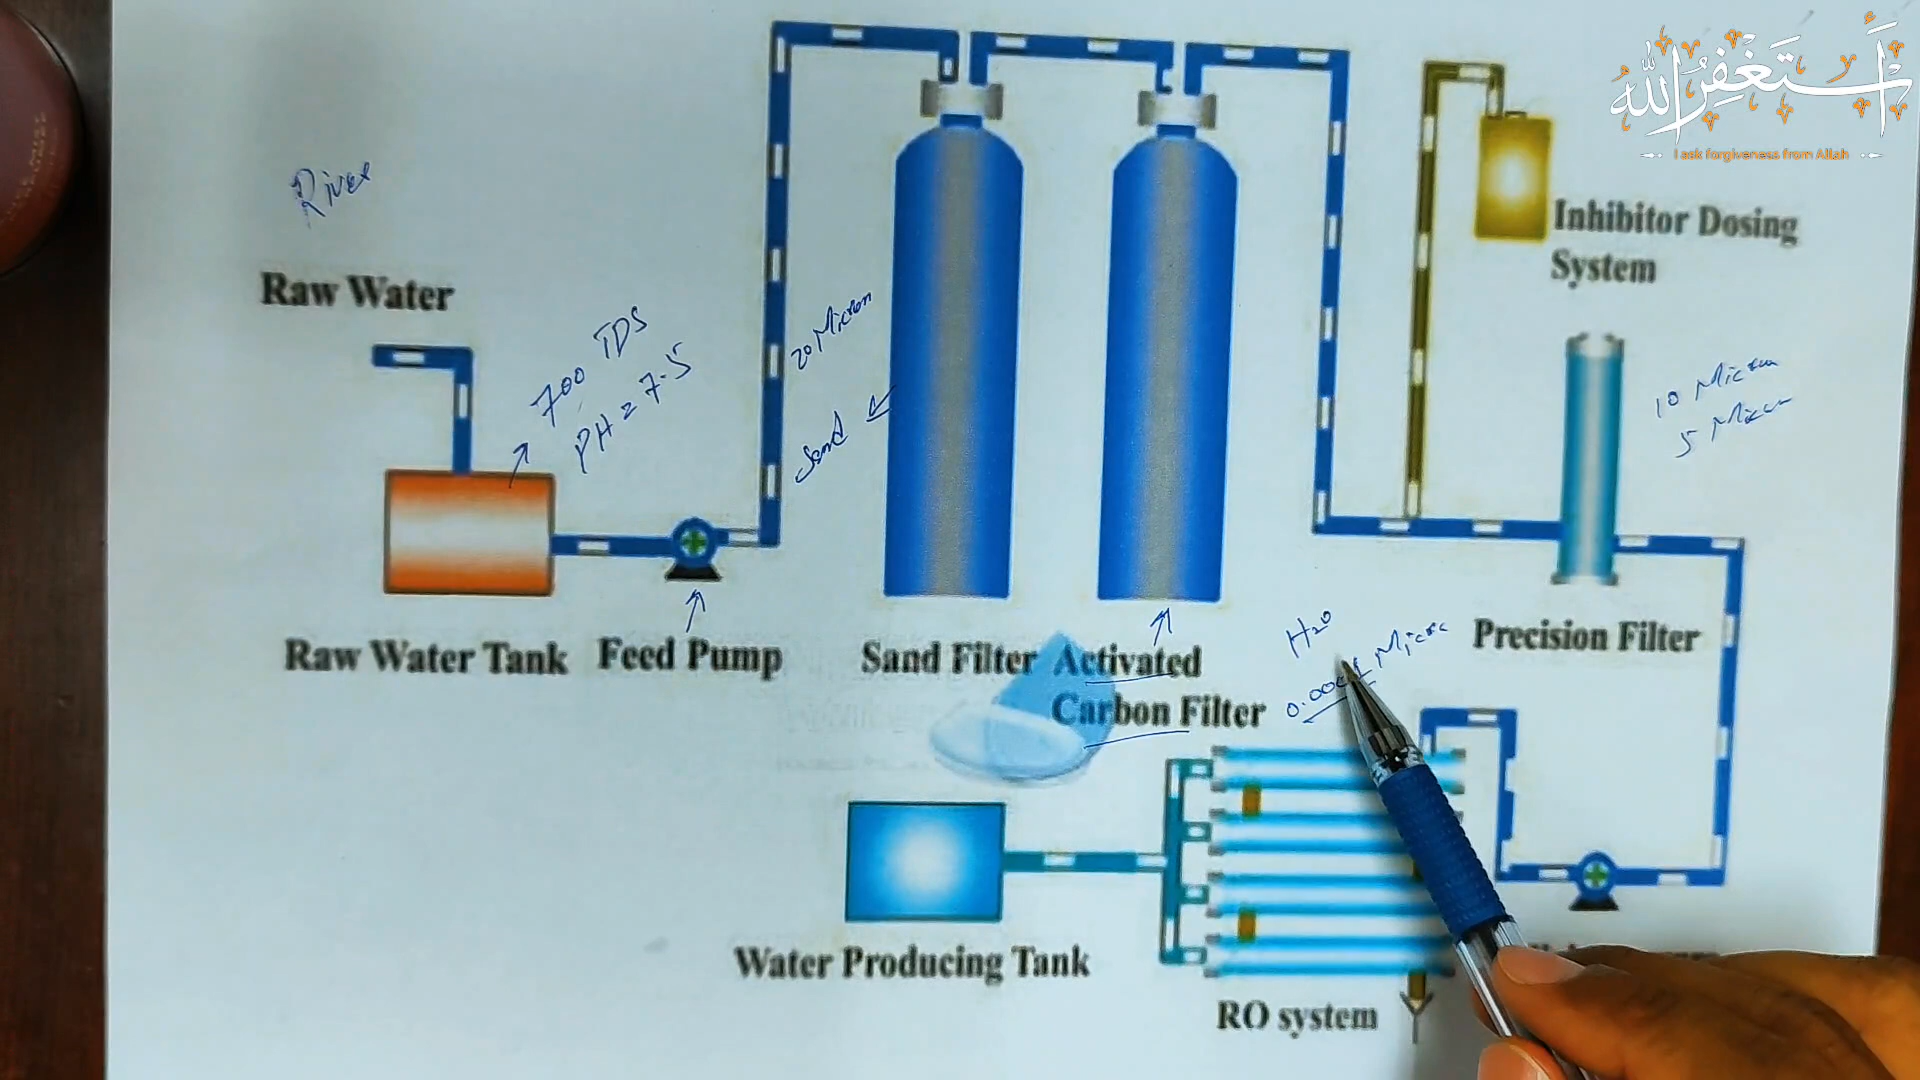 أَسْتَغْفِرُ اللّٰه
I ask forgiveness from Allah
River
Raw Water
700 TDS
PH = 7.5
20 Micron
Sand
Inhibitor Dosing
System
10 Micron
5 Micron
Raw Water Tank
Feed Pump
Sand Filter
Activated
Carbon Filter
H2O
Precision Filter
Water Producing Tank
RO system